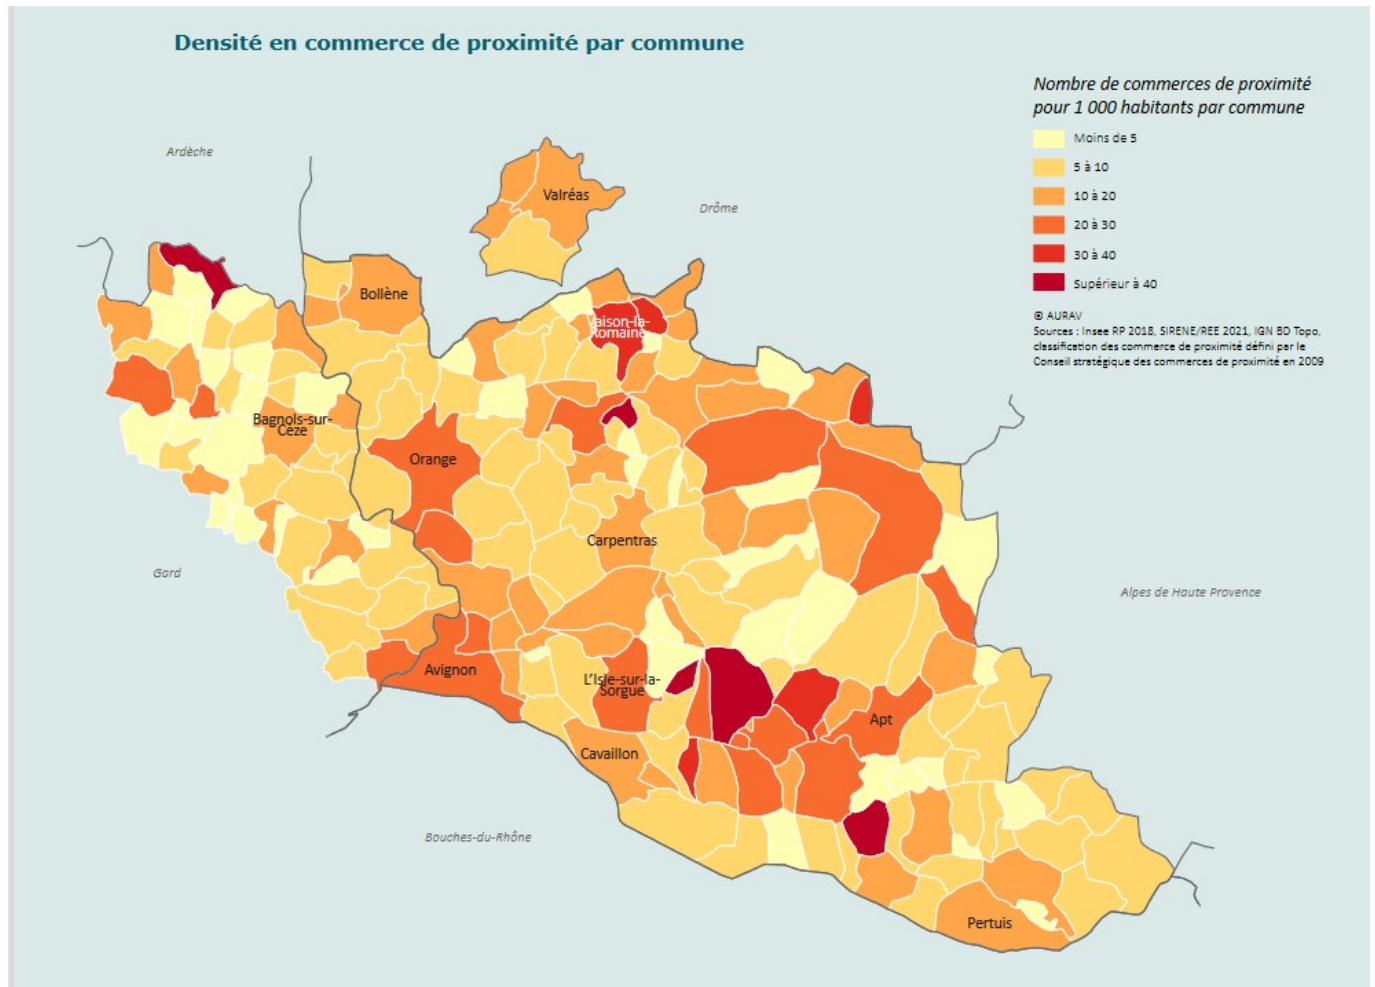 Densité en commerce de proximité par commune
Nombre de commerces de proximité
pour 1 000 habitants par commune
Moins de 5
5 à 10
10 à 20
20 à 30
30 à 40
Supérieur à 40
© AURAV
Sources : Insee RP 2018, SIRENE/REE 2021, IGN BD Topo,
classification des commerce de proximité défini par le
Conseil stratégique des commerces de proximité en 2009
Ardèche
Drôme
Valréas
Bollène
Vaison-la-
Romaine
Bagnols-sur-
Cèze
Orange
Carpentras
Gard
Alpes de Haute Provence
Avignon
L'Isle-sur-la-
Sorgue
Apt
Cavaillon
Bouches-du-Rhône
Pertuis